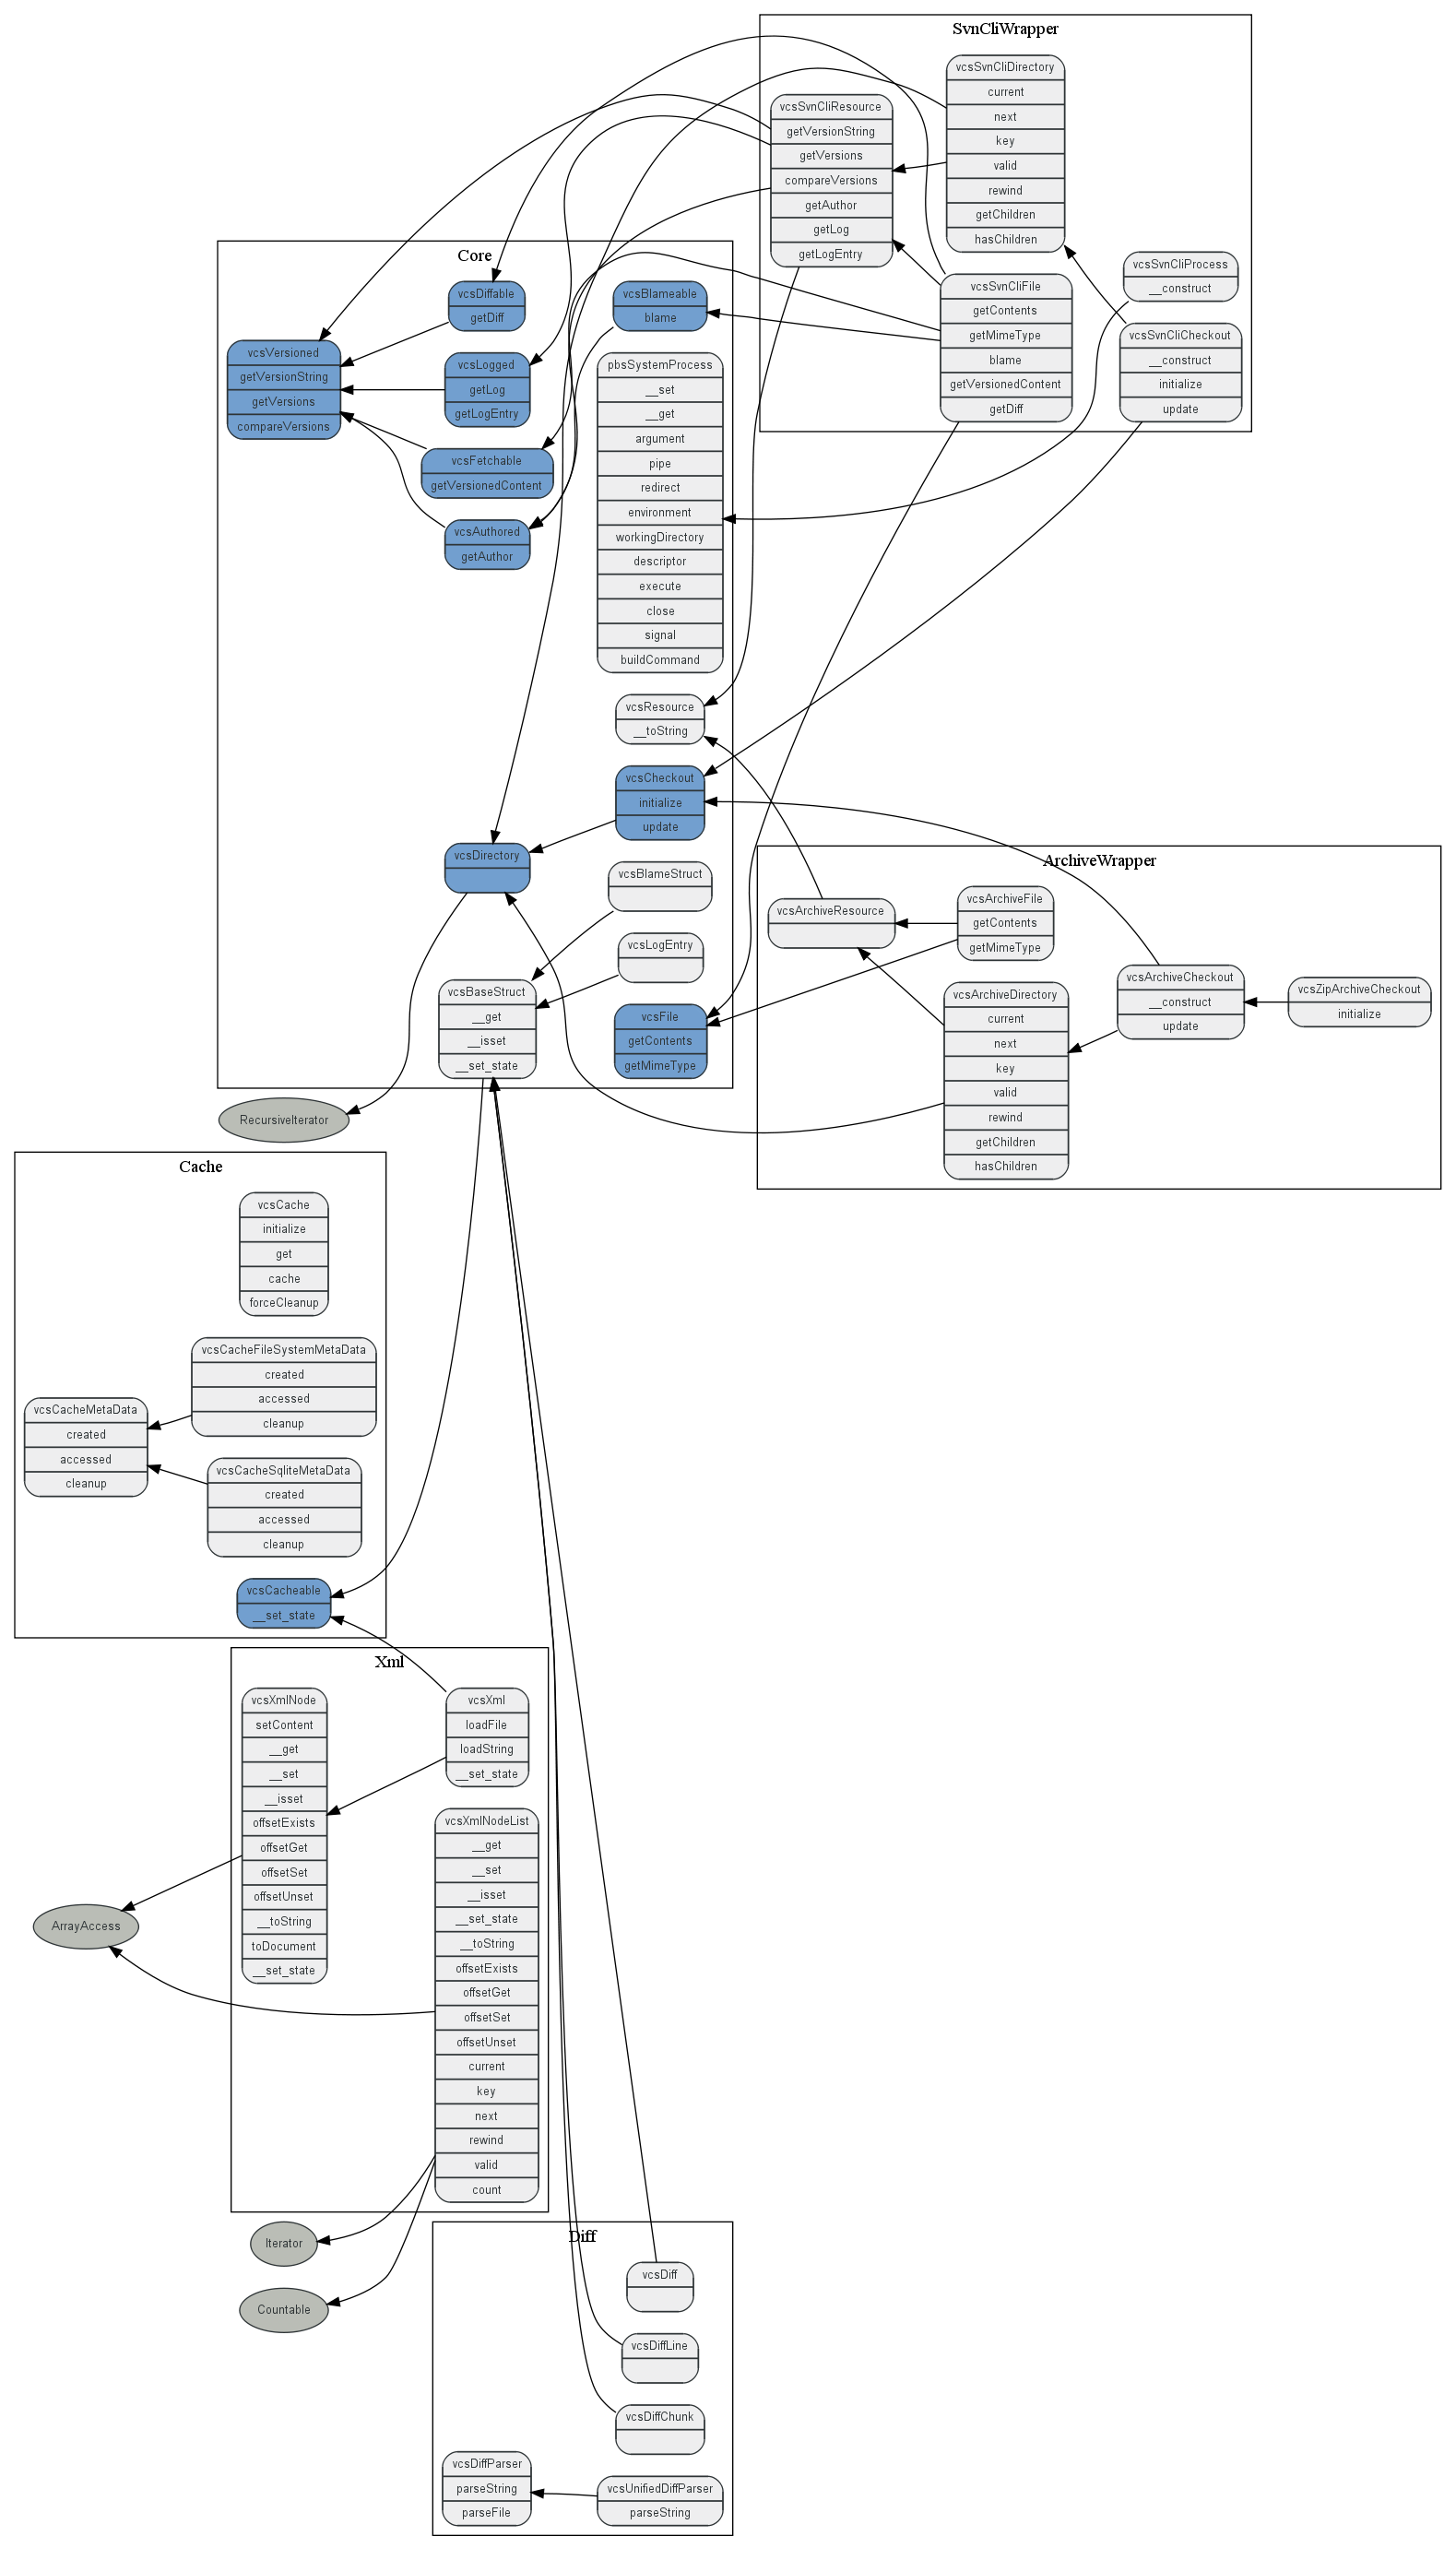 SvnCliWrapper
vcsSvnCliDirectory
current
next
key
valid
rewind
getChildren
hasChildren
vcsSvnCliResource
getVersionString
getVersions
compareVersions
getAuthor
getLog
getLogEntry
vcsSvnCliProcess
__construct
vcsSvnCliFile
getContents
getMimeType
blame
getVersionedContent
getDiff
vcsSvnCliCheckout
__construct
initialize
update
Core
vcsDiffable
getDiff
vcsBlameable
blame
vcsVersioned
getVersionString
getVersions
compareVersions
vcsLogged
getLog
getLogEntry
vcsFetchable
getVersionedContent
vcsAuthored
getAuthor
pbsSystemProcess
__set
__get
argument
pipe
redirect
environment
workingDirectory
descriptor
execute
close
signal
buildCommand
vcsResource
__toString
vcsCheckout
initialize
update
vcsDirectory
vcsBlameStruct
vcsLogEntry
vcsBaseStruct
__get
__isset
__set_state
vcsFile
getContents
getMimeType
ArchiveWrapper
vcsArchiveResource
vcsArchiveFile
getContents
getMimeType
vcsArchiveDirectory
current
next
key
valid
rewind
getChildren
hasChildren
vcsArchiveCheckout
__construct
update
vcsZipArchiveCheckout
initialize
RecursiveIterator
Cache
vcsCache
initialize
get
cache
forceCleanup
vcsCacheFileSystemMetaData
created
accessed
cleanup
vcsCacheMetaData
created
accessed
cleanup
vcsCacheSqliteMetaData
created
accessed
cleanup
vcsCacheable
__set_state
Xml
vcsXmlNode
setContent
__get
__set
__isset
offsetExists
offsetGet
offsetSet
offsetUnset
__toString
toDocument
__set_state
vcsXml
loadFile
loadString
__set_state
vcsXmlNodeList
__get
__set
__isset
__set_state
__toString
offsetExists
offsetGet
offsetSet
offsetUnset
current
key
next
rewind
valid
count
ArrayAccess
Iterator
Countable
Diff
vcsDiff
vcsDiffLine
vcsDiffChunk
vcsDiffParser
parseString
parseFile
vcsUnifiedDiffParser
parseString